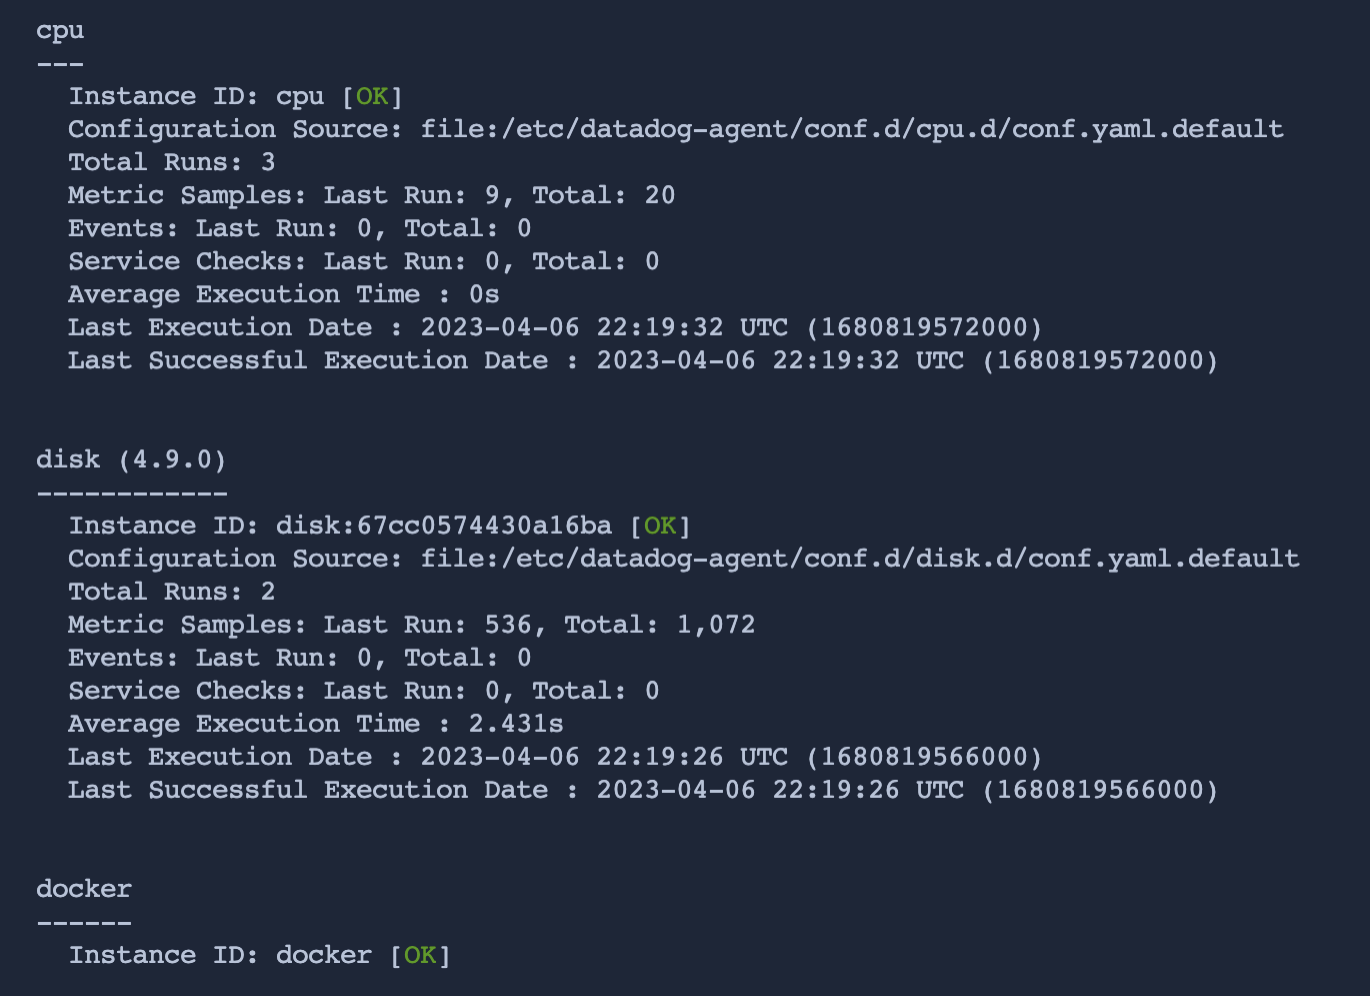 cpu
---
Instance ID: cpu [OK]
Configuration Source: file:/etc/datadog-agent/conf.d/cpu.d/conf.yaml.default
Total Runs: 3
Metric Samples: Last Run: 9, Total: 20
Events: Last Run: 0, Total: 0
Service Checks: Last Run: 0, Total: 0
Average Execution Time : 0s
Last Execution Date : 2023-04-06 22:19:32 UTC (1680819572000)
Last Successful Execution Date : 2023-04-06 22:19:32 UTC (1680819572000)
disk (4.9.0)
------------
Instance ID: disk:67cc0574430a16ba [OK]
Configuration Source: file:/etc/datadog-agent/conf.d/disk.d/conf.yaml.default
Total Runs: 2
Metric Samples: Last Run: 536, Total: 1,072
Events: Last Run: 0, Total: 0
Service Checks: Last Run: 0, Total: 0
Average Execution Time : 2.431s
Last Execution Date : 2023-04-06 22:19:26 UTC (1680819566000)
Last Successful Execution Date : 2023-04-06 22:19:26 UTC (1680819566000)
docker
------
Instance ID: docker [OK]